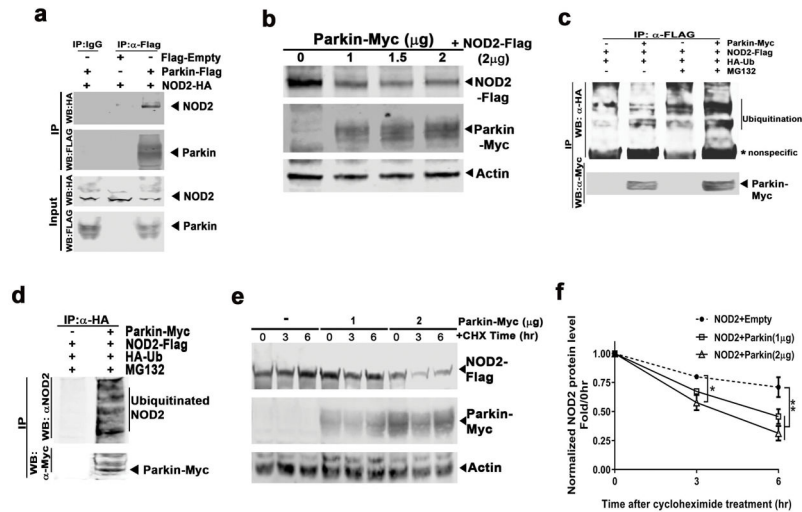 a
IP:IgG IP:α-Flag
- + - Flag-Empty
+ - + Parkin-Flag
+ + + NOD2-HA
IP
WB:HA
NOD2
WB:FLAG
Parkin
Input
WB:HA
NOD2
WB:FLAG
Parkin
b
Parkin-Myc (μg) + NOD2-Flag
0 1 1.5 2 (2μg)
NOD2
-Flag
Parkin
-Myc
Actin
c
IP: α-FLAG
- + - + Parkin-Myc
+ + + + NOD2-Flag
+ + + + HA-Ub
- - + + MG132
IP
WB: α-HA
Ubiquitination
* nonspecific
WB:α-Myc
Parkin-
Myc
d
IP:α-HA
- + Parkin-Myc
+ + NOD2-Flag
+ + HA-Ub
+ + MG132
IP
WB: αNOD2
Ubiquitinated
NOD2
WB:
α-Myc
Parkin-Myc
e
- 1 2 Parkin-Myc (μg)
0 3 6 0 3 6 0 3 6 +CHX Time (hr)
NOD2-
Flag
Parkin-
Myc
Actin
f
NOD2+Empty
NOD2+Parkin(1μg)
NOD2+Parkin(2μg)
Normalized NOD2 protein level
Fold/0hr
1.00
0.75
0.50
0.25
0.00
*
**
0 3 6
Time after cycloheximide treatment (hr)